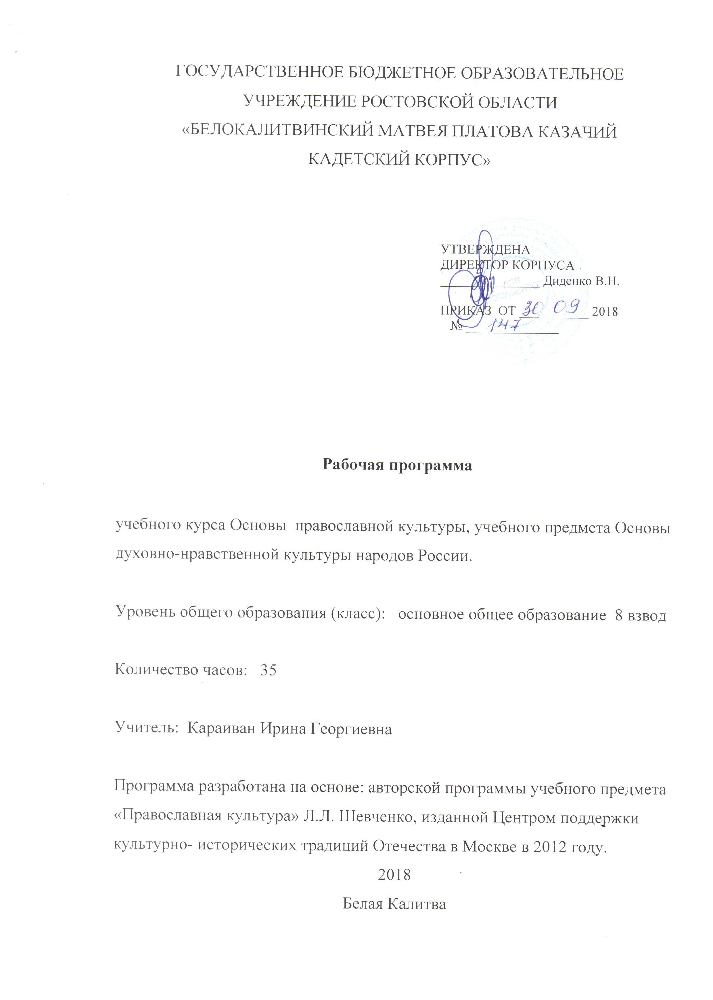 ГОСУДАРСТВЕННОЕ БЮДЖЕТНОЕ ОБРАЗОВАТЕЛЬНОЕ
УЧРЕЖДЕНИЕ РОСТОВСКОЙ ОБЛАСТИ
«БЕЛОКАЛИТВИНСКИЙ МАТВЕЯ ПЛАТОВА КАЗАЧИЙ
КАДЕТСКИЙ КОРПУС»
УТВЕРЖДЕНА
ДИРЕКТОР КОРПУСА
Диденко В.Н.
ПРИКАЗ ОТ 30 09 2018
№ 147
Рабочая программа
учебного курса Основы православной культуры, учебного предмета Основы
духовно-нравственной культуры народов России.
Уровень общего образования (класс): основное общее образование 8 взвод
Количество часов: 35
Учитель: Караиван Ирина Георгиевна
Программа разработана на основе: авторской программы учебного предмета
«Православная культура» Л.Л. Шевченко, изданной Центром поддержки
культурно- исторических традиций Отечества в Москве в 2012 году.
2018
Белая Калитва